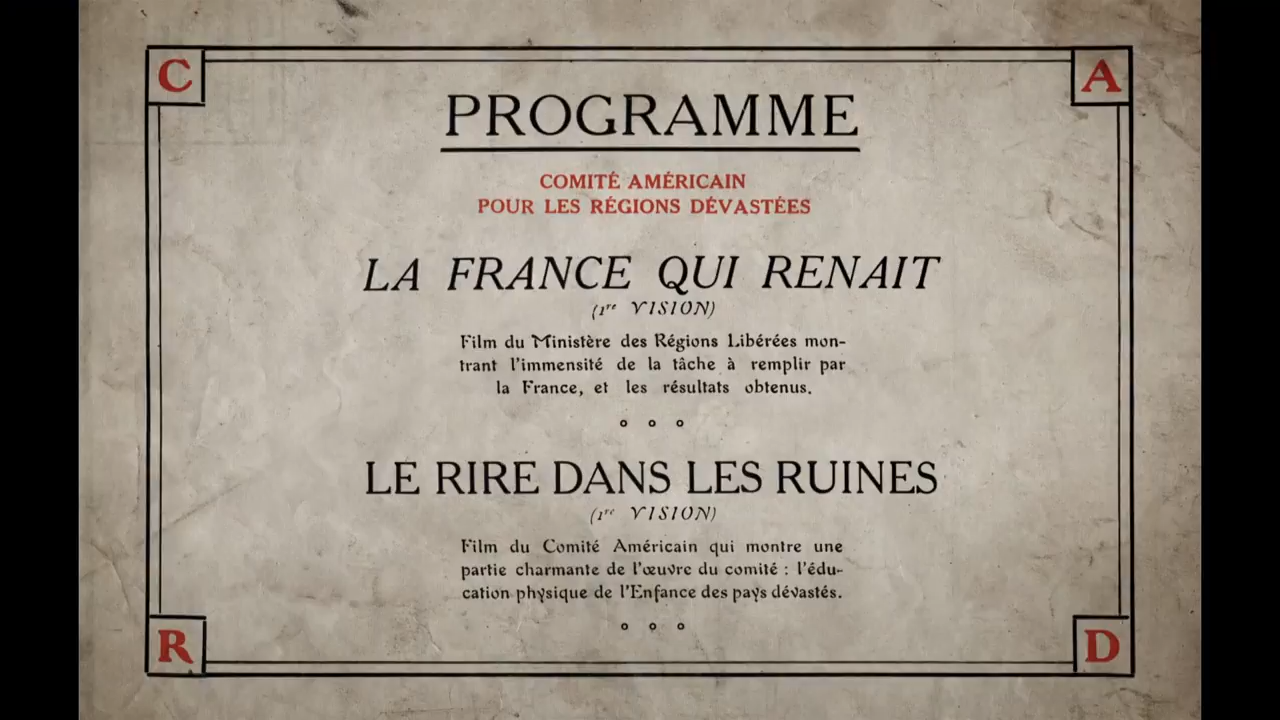 C A
PROGRAMME
COMITÉ AMÉRICAIN
POUR LES RÉGIONS DÉVASTÉES
LA FRANCE QUI RENAIT
(1re VISION)
Film du Ministère des Régions Libérées mon-
trant l'immensité de la tâche à remplir par
la France, et les résultats obtenus.
LE RIRE DANS LES RUINES
(1re VISION)
Film du Comité Américain qui montre une
partie charmante de l'œuvre du comité : l'édu-
cation physique de l'Enfance des pays dévastés.
R D